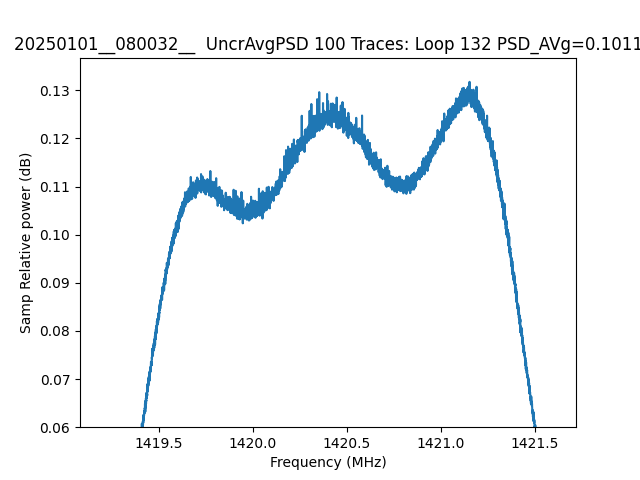 20250101__080032__  UncrAvgPSD 100 Traces: Loop 132 PSD_AVg=0.1011
0.13
0.12
0.11
0.10
0.09
0.08
0.07
0.06
Samp Relative power (dB)
1419.5 1420.0 1420.5 1421.0 1421.5
Frequency (MHz)